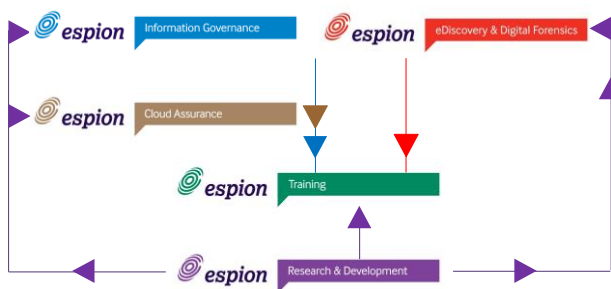 espion Information Governance
espion eDiscovery & Digital Forensics
espion Cloud Assurance
espion Training
espion Research & Development